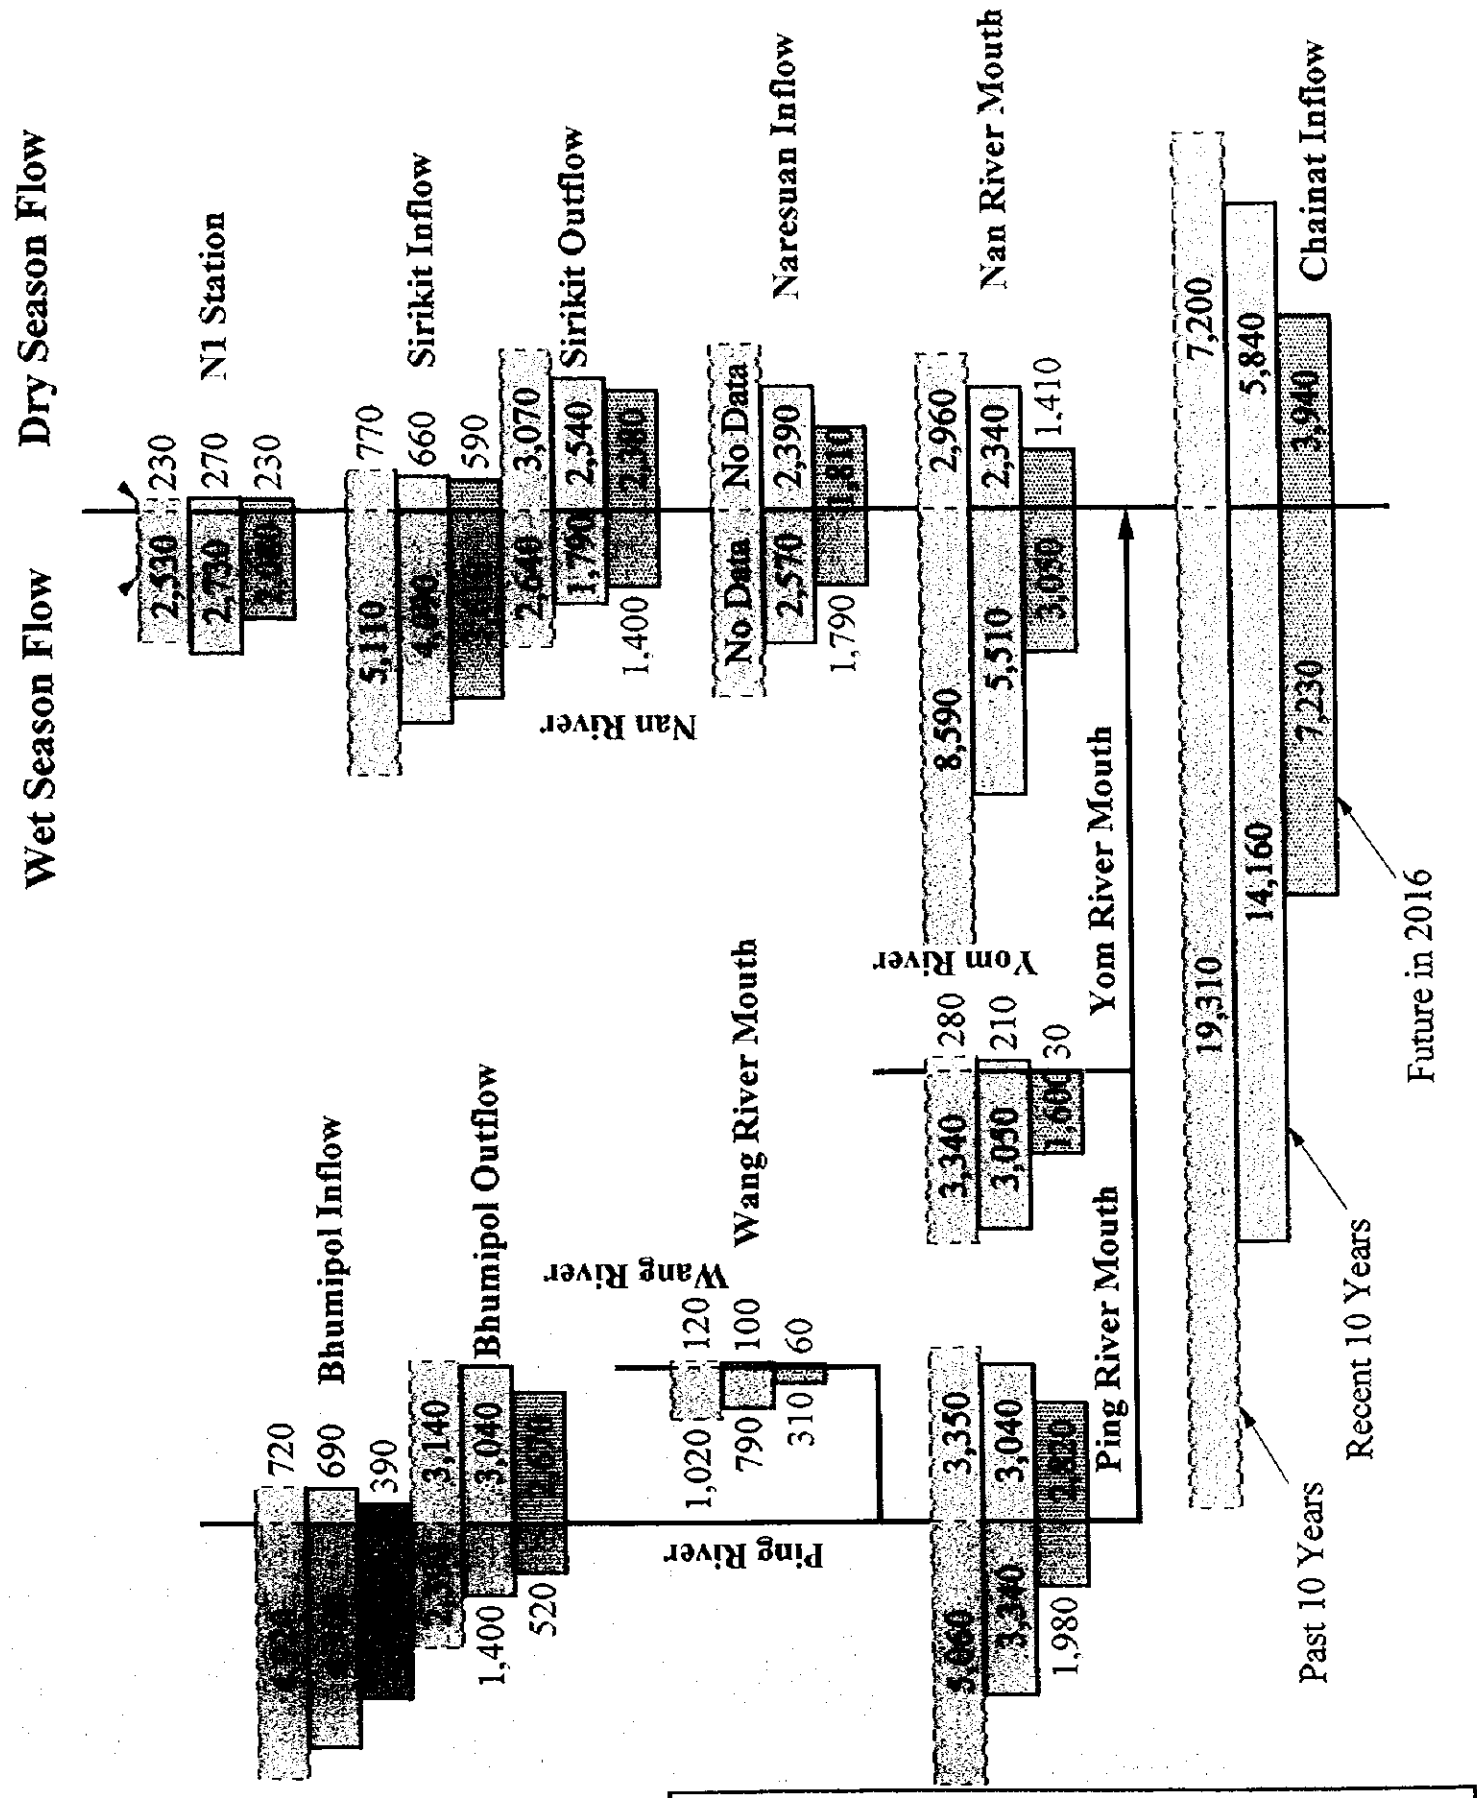 Wet Season Flow    Dry Season Flow
2,530 230
2,730 270 N1 Station
230
5,110 770
660 Sirikit Inflow
590
2,640 3,070
1,790 2,540 Sirikit Outflow
1,400
Nan River
No Data No Data
2,570 2,390 Naresuan Inflow
1,790 1,810
720
690 Bhumipol Inflow
390
3,140
1,400 3,040 Bhumipol Outflow
520
Wang River
1,020 120
790 100 Wang River Mouth
310 60
Ping River
Yom River
5,060 3,350
3,340 3,040
1,980
Ping River Mouth
3,340 280
3,050 210
1,600 30
Yom River Mouth
8,590 2,960
5,510 2,340 Nan River Mouth
3,050 1.410
19,310 7,200
14,160 5,840
7,230 3,940
Chainat Inflow
Past 10 Years
Recent 10 Years
Future in 2016